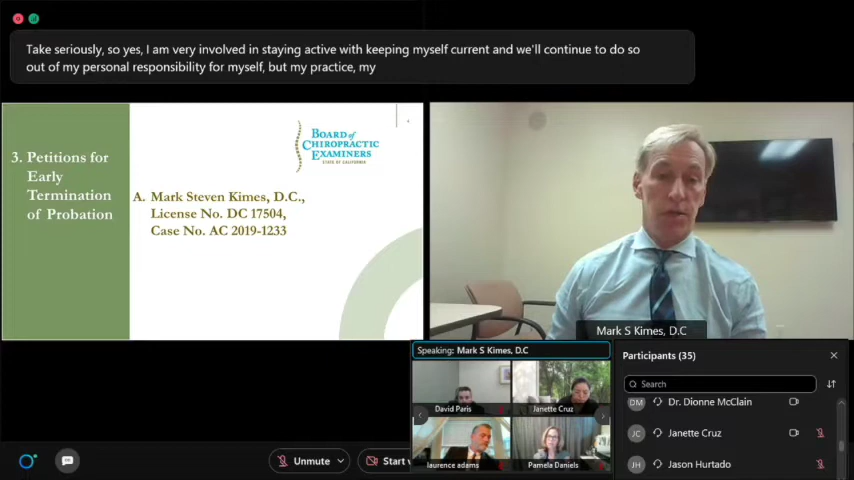 Take seriously, so yes, I am very involved in staying active with keeping myself current and we'll continue to do so
out of my personal responsibility for myself, but my practice, my
3. Petitions for
Early
Termination
of Probation
BOARD of
CHIROPRACTIC
EXAMINERS
STATE OF CALIFORNIA
A. Mark Steven Kimes, D.C.,
License No. DC 17504,
Case No. AC 2019-1233
Mark S Kimes, D.C
Speaking: Mark S Kimes, D.C
David Paris
Janette Cruz
laurence adams
Pamela Daniels
Participants (35)
Search
DM Dr. Dionne McClain
JC Janette Cruz
JH Jason Hurtado
Unmute
Start v